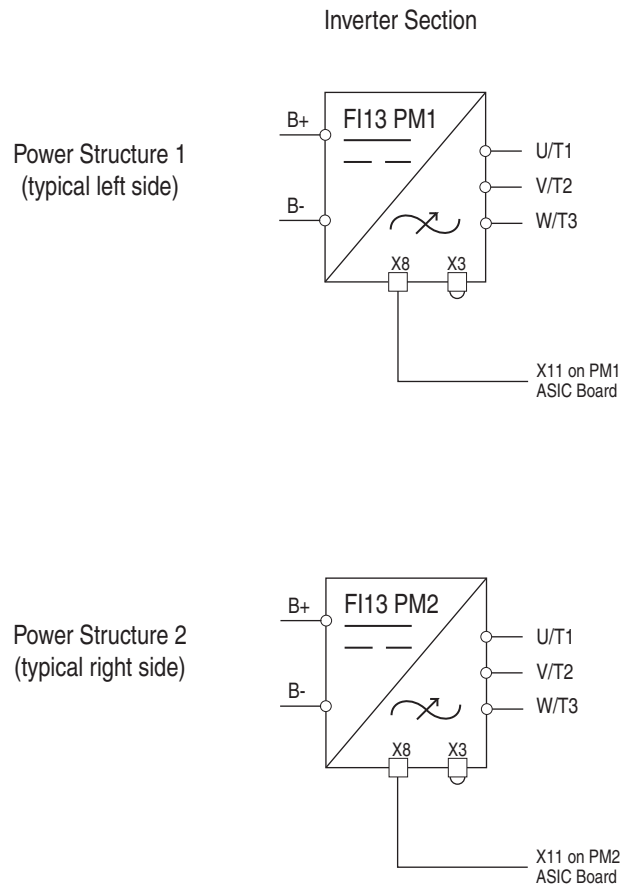 Inverter Section
Power Structure 1
(typical left side)
B+
FI13 PM1
B-
U/T1
V/T2
W/T3
X8
X3
X11 on PM1
ASIC Board
Power Structure 2
(typical right side)
B+
FI13 PM2
B-
U/T1
V/T2
W/T3
X8
X3
X11 on PM2
ASIC Board